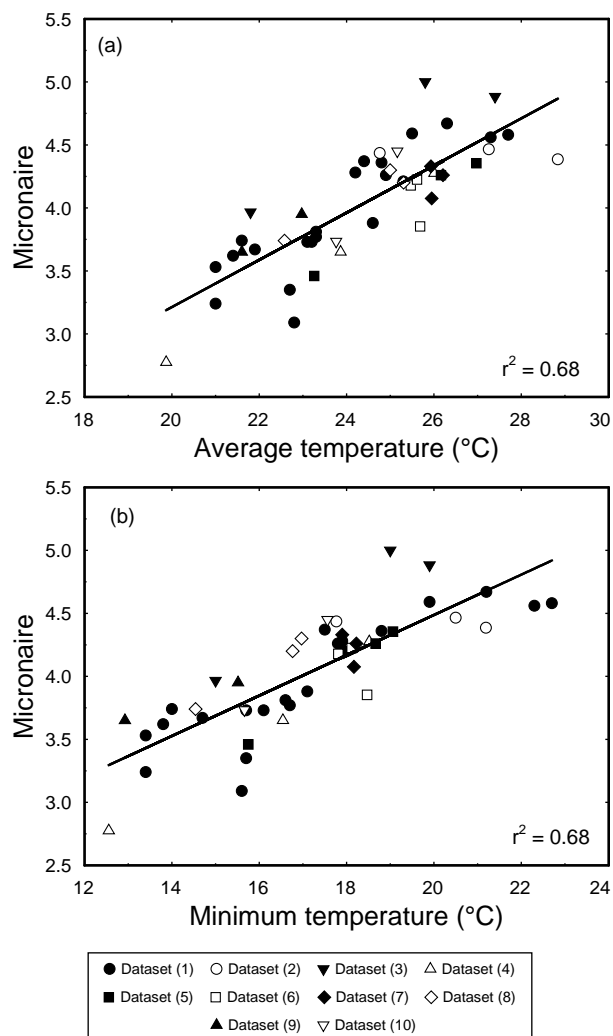 5.5
(a)
5.0
4.5
4.0
3.5
3.0
2.5
Micronaire
r² = 0.68
18 20 22 24 26 28 30
Average temperature (°C)
5.5
(b)
5.0
4.5
4.0
3.5
3.0
2.5
Micronaire
r² = 0.68
12 14 16 18 20 22 24
Minimum temperature (°C)
Dataset (1) Dataset (2) Dataset (3) Dataset (4)
Dataset (5) Dataset (6) Dataset (7) Dataset (8)
Dataset (9) Dataset (10)